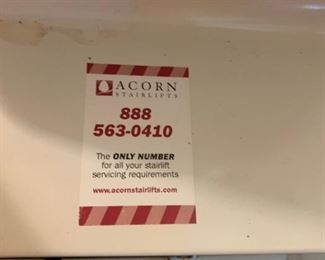 ACORN
STAIRLIFTS
888
563-0410
The ONLY NUMBER
for all your stairlift
servicing requirements
www.acornstairlifts.com